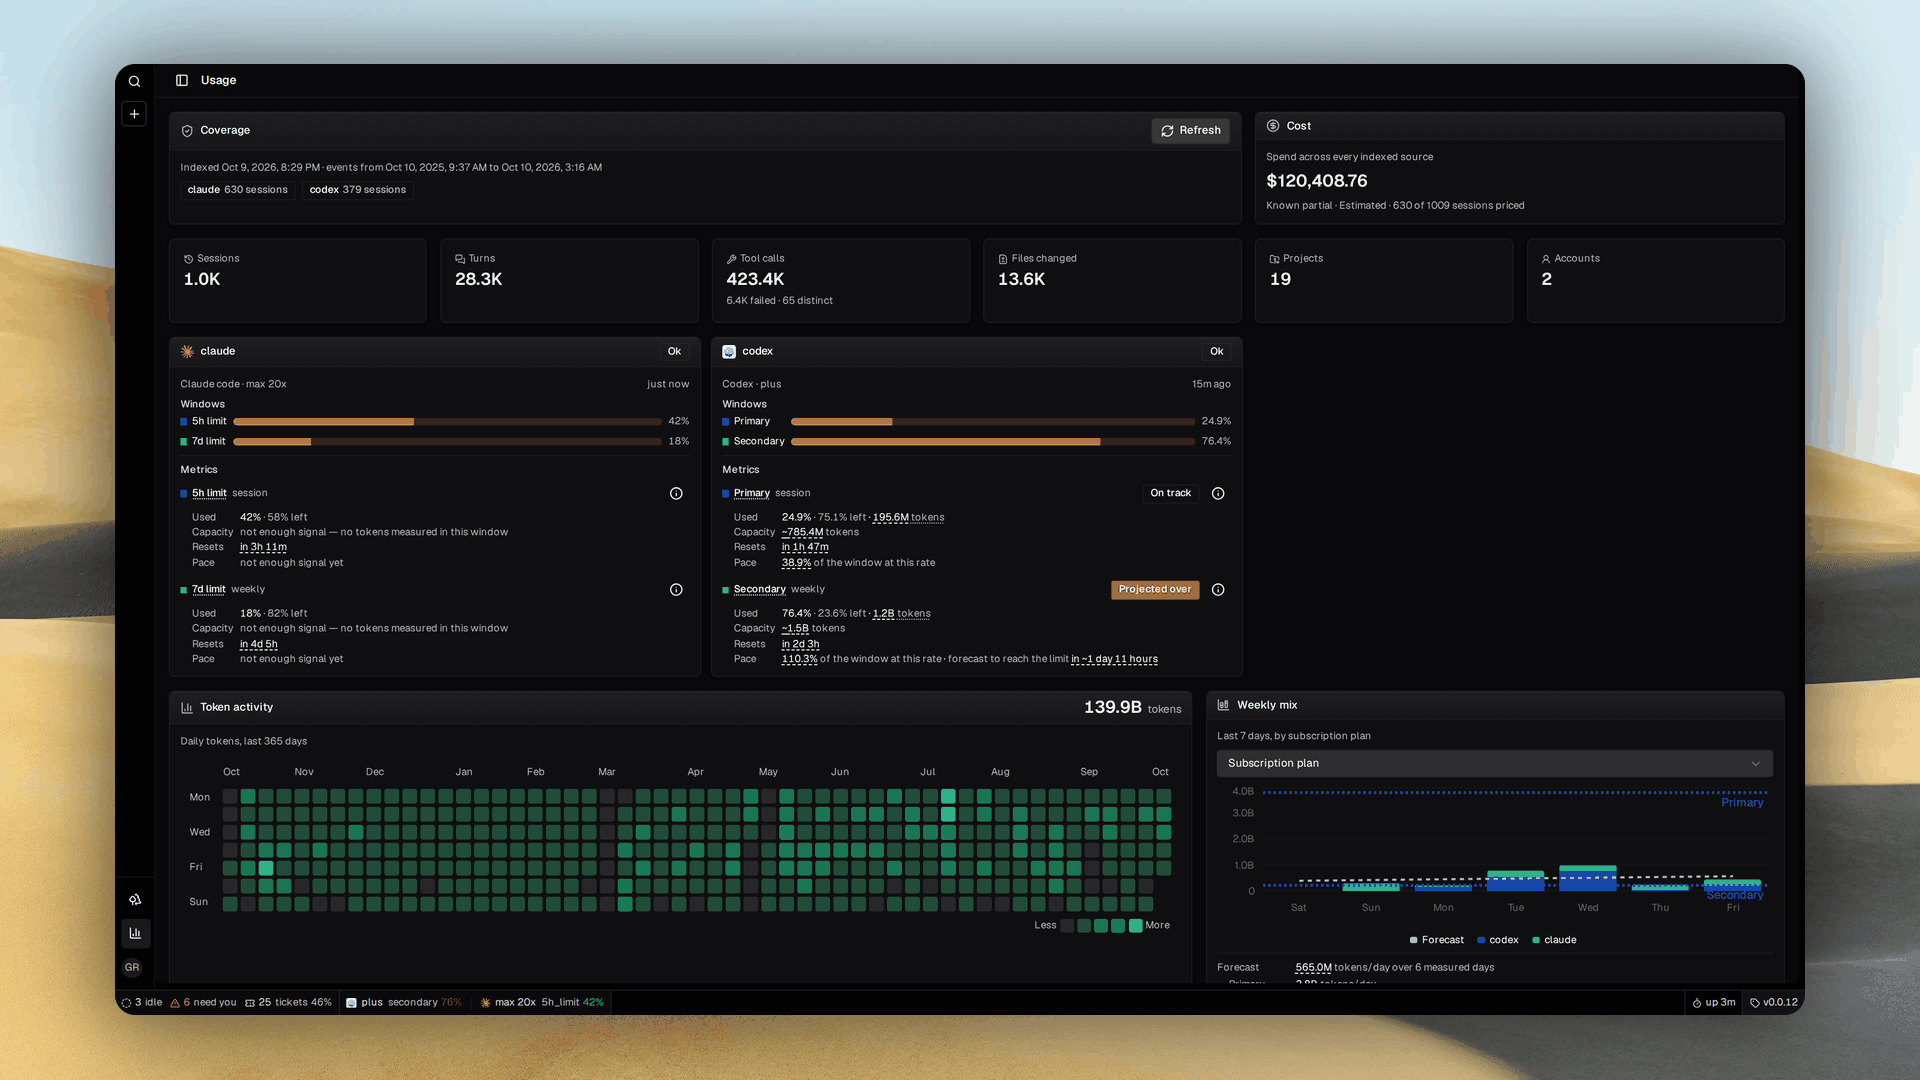 Usage
Coverage
Refresh
Indexed Oct 9, 2026, 8:29 PM · events from Oct 10, 2025, 9:37 AM to Oct 10, 2026, 3:16 AM
claude 630 sessions
codex 379 sessions
Cost
Spend across every indexed source
$120,408.76
Known partial · Estimated · 630 of 1009 sessions priced
Sessions
1.0K
Turns
28.3K
Tool calls
423.4K
6.4K failed · 65 distinct
Files changed
13.6K
Projects
19
Accounts
2
claude
Ok
Claude code · max 20x
just now
Windows
5h limit 42%
7d limit 18%
Metrics
5h limit session
Used 42% · 58% left
Capacity not enough signal — no tokens measured in this window
Resets in 3h 11m
Pace not enough signal yet
7d limit weekly
Used 18% · 82% left
Capacity not enough signal — no tokens measured in this window
Resets in 4d 5h
Pace not enough signal yet
codex
Ok
Codex · plus
15m ago
Windows
Primary 24.9%
Secondary 76.4%
Metrics
Primary session
On track
Used 24.9% · 75.1% left · 195.6M tokens
Capacity ~785.4M tokens
Resets in 1h 47m
Pace 38.9% of the window at this rate
Secondary weekly
Projected over
Used 76.4% · 23.6% left · 1.2B tokens
Capacity ~1.5B tokens
Resets in 2d 3h
Pace 110.3% of the window at this rate · forecast to reach the limit in ~1 day 11 hours
Token activity
139.9B tokens
Daily tokens, last 365 days
Oct Nov Dec Jan Feb Mar Apr May Jun Jul Aug Sep Oct
Mon
Wed
Fri
Sun
Less More
Weekly mix
Last 7 days, by subscription plan
Subscription plan
4.0B
Primary
3.0B
2.0B
1.0B
0
Secondary
Sat Sun Mon Tue Wed Thu Fri
Forecast codex claude
Forecast 565.0M tokens/day over 6 measured days
GR
3 idle 6 need you 25 tickets 46% plus secondary 76% max 20x 5h_limit 42%
up 3m v0.0.12